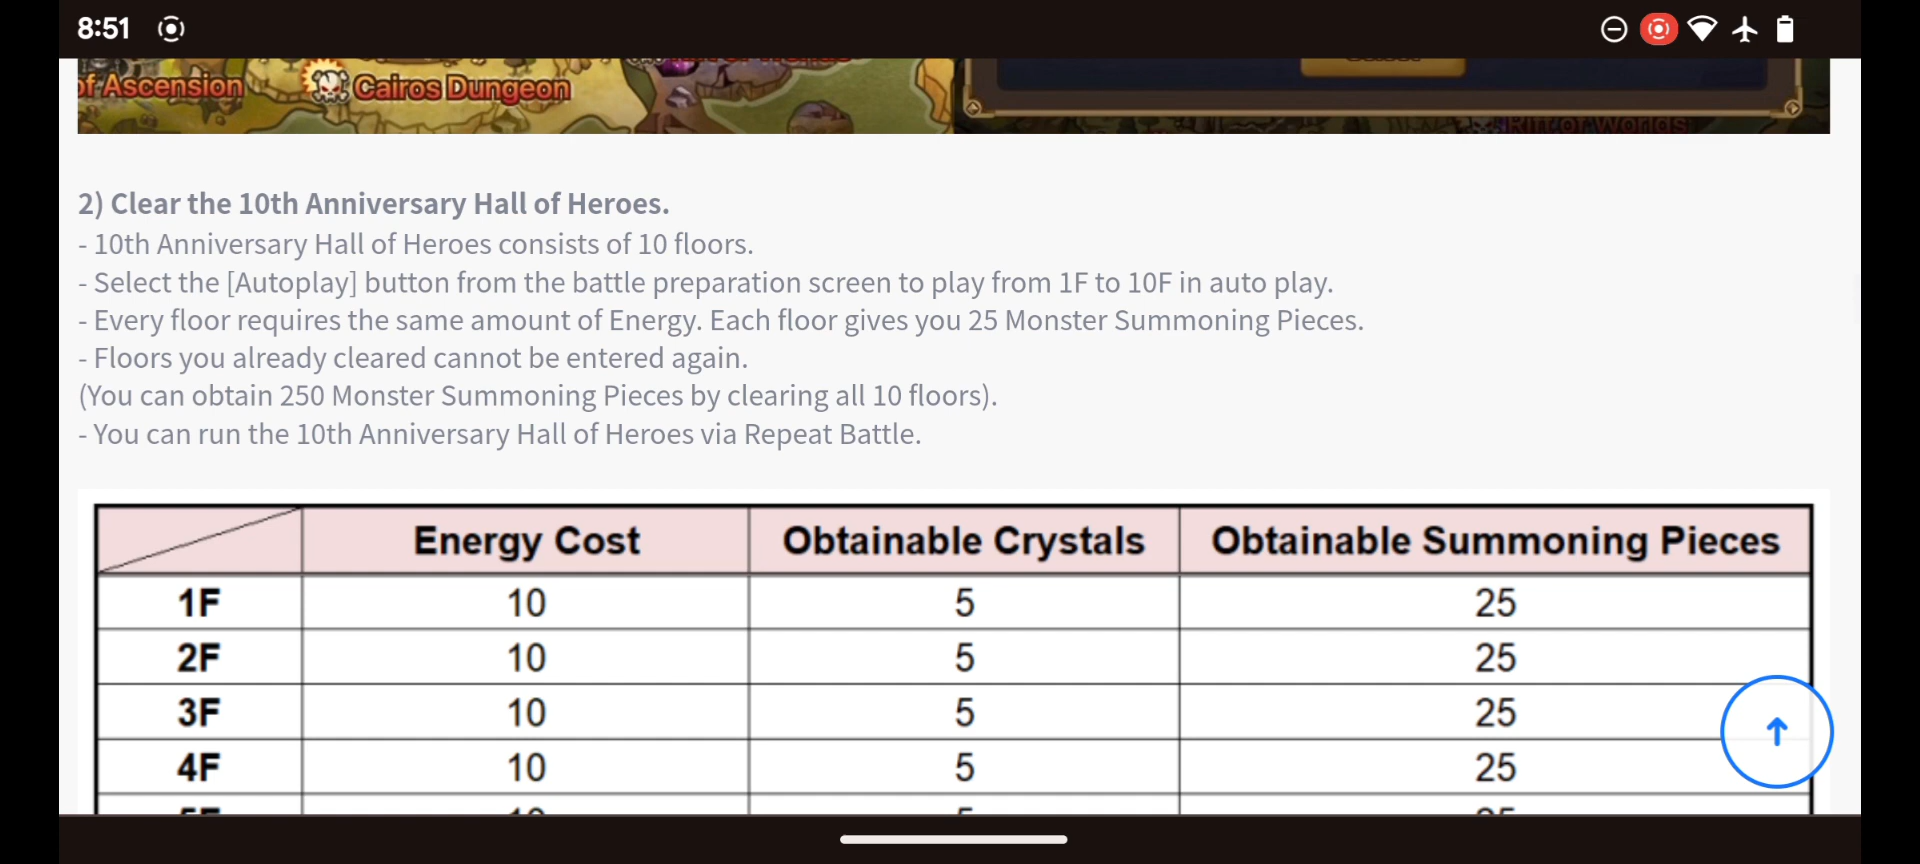 8:51
of Ascension
Cairos Dungeon
Rift of Worlds
2) Clear the 10th Anniversary Hall of Heroes.
- 10th Anniversary Hall of Heroes consists of 10 floors.
- Select the [Autoplay] button from the battle preparation screen to play from 1F to 10F in auto play.
- Every floor requires the same amount of Energy. Each floor gives you 25 Monster Summoning Pieces.
- Floors you already cleared cannot be entered again.
(You can obtain 250 Monster Summoning Pieces by clearing all 10 floors).
- You can run the 10th Anniversary Hall of Heroes via Repeat Battle.
Energy Cost Obtainable Crystals Obtainable Summoning Pieces
1F 10 5 25
2F 10 5 25
3F 10 5 25
4F 10 5 25